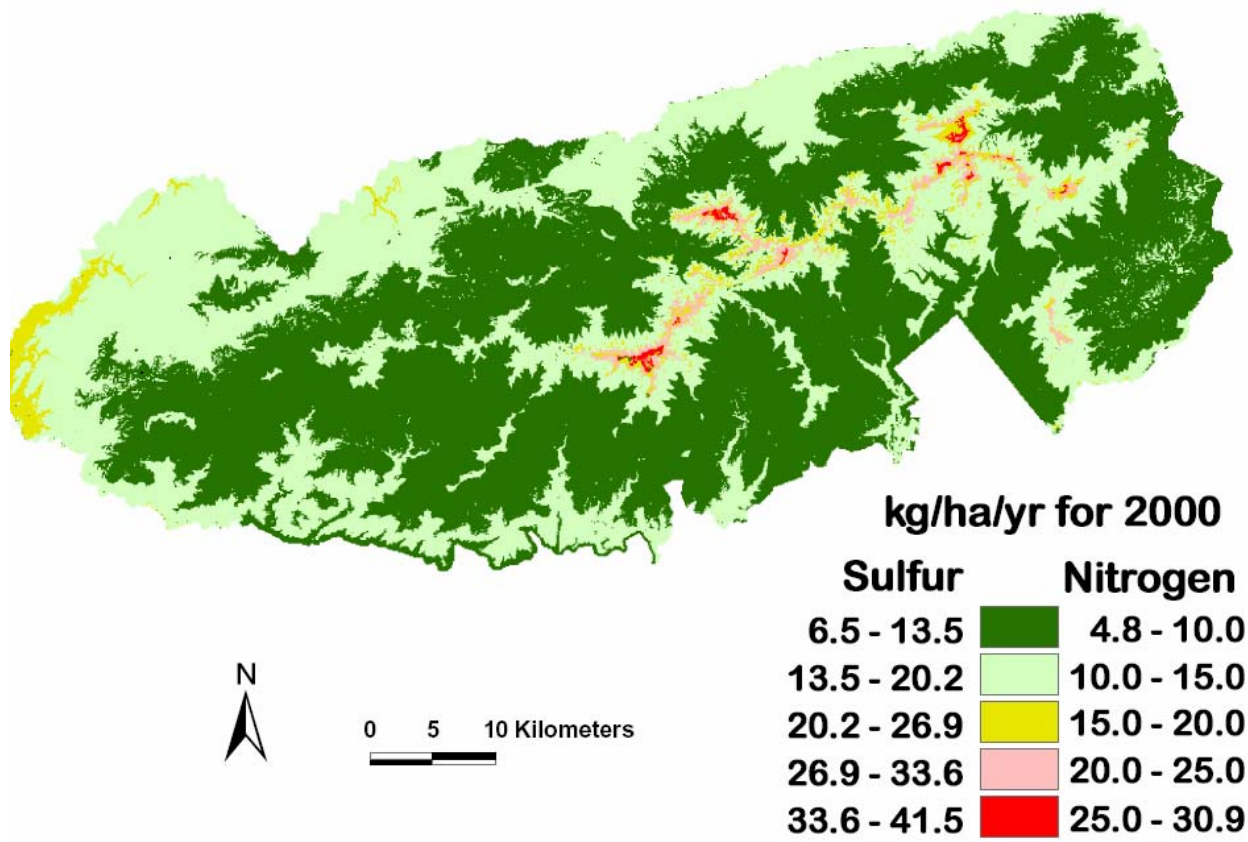 kg/ha/yr for 2000
Sulfur Nitrogen
6.5 - 13.5 4.8 - 10.0
13.5 - 20.2 10.0 - 15.0
20.2 - 26.9 15.0 - 20.0
26.9 - 33.6 20.0 - 25.0
33.6 - 41.5 25.0 - 30.9
N
0 5 10 Kilometers